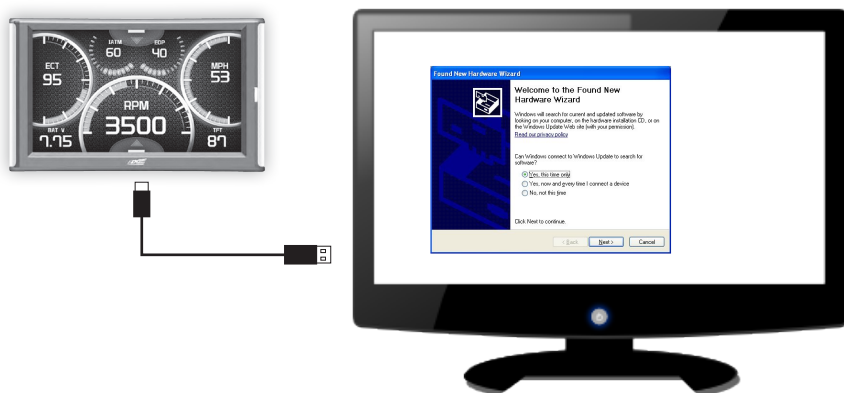 IATM
60
EOP
40
ECT
95
MPH
53
RPM
3500
BAT V
7.75
TFT
87
Found New Hardware Wizard
Welcome to the Found New
Hardware Wizard
Windows will search for current and updated software by
looking on your computer, on the hardware installation CD, or on
the Windows Update Web site (with your permission).
Read our privacy policy
Can Windows connect to Windows Update to search for
software?
Yes, this time only
Yes, now and every time I connect a device
No, not this time
Click Next to continue.
< Back
Next >
Cancel